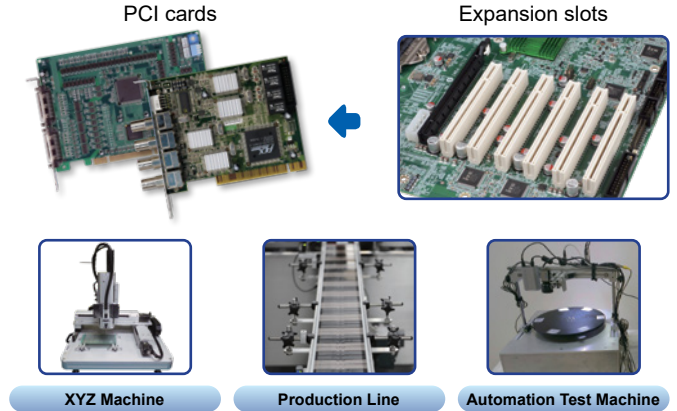 PCI cards
Expansion slots
XYZ Machine
Production Line
Automation Test Machine